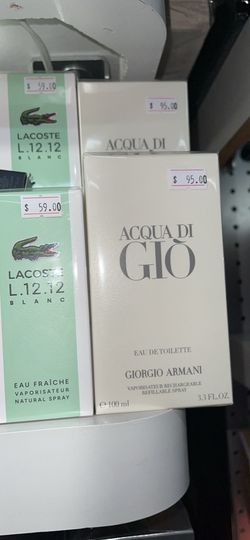 $ 59.00
LACOSTE
L.12.12
BLANC
$ 95.00
ACQUA DI
$ 59.00
LACOSTE
L.12.12
BLANC
EAU FRAÎCHE
VAPORISATEUR
NATURAL SPRAY
$ 95.00
ACQUA DI
GIÒ
EAU DE TOILETTE
GIORGIO ARMANI
VAPORISATEUR RECHARGEABLE
REFILLABLE SPRAY
℮ 100 ml 3.3 FL.OZ.